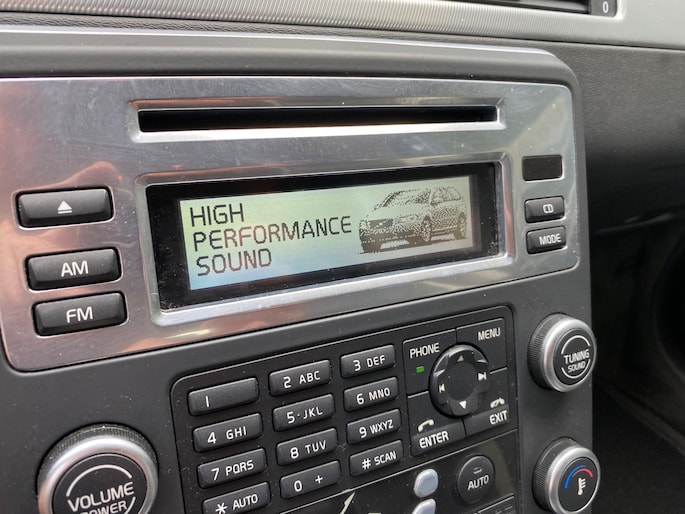 0
HIGH
PERFORMANCE
SOUND
CD
MODE
AM
FM
PHONE
MENU
1
2 ABC
3 DEF
4 GHI
5 JKL
6 MNO
7 PQRS
8 TUV
9 WXYZ
* AUTO
0 +
# SCAN
ENTER
EXIT
TUNING
SOUND
VOLUME
POWER
AUTO